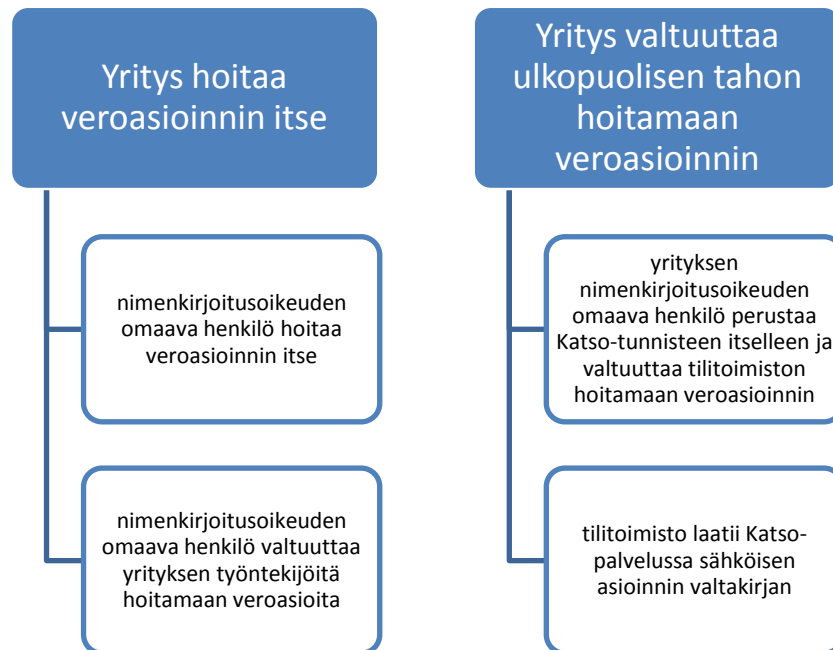 Yritys hoitaa
veroasioinnin itse
nimenkirjoitusoikeuden
omaava henkilö hoitaa
veroasioinnin itse
nimenkirjoitusoikeuden
omaava henkilö valtuuttaa
yrityksen työntekijöitä
hoitamaan veroasioita
Yritys valtuuttaa
ulkopuolisen tahon
hoitamaan
veroasioinnin
yrityksen
nimenkirjoitusoikeuden
omaava henkilö perustaa
Katso-tunnisteen itselleen ja
valtuuttaa tilitoimiston
hoitamaan veroasioinnin
tilitoimisto laatii Katso-
palvelussa sähköisen
asioinnin valtakirjan